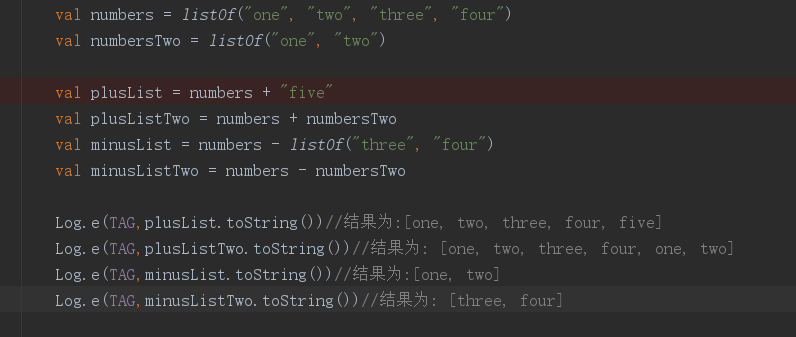 val numbers = listOf("one", "two", "three", "four")
val numbersTwo = listOf("one", "two")
val plusList = numbers + "five"
val plusListTwo = numbers + numbersTwo
val minusList = numbers - listOf("three", "four")
val minusListTwo = numbers - numbersTwo
Log.e(TAG,plusList.toString())//结果为:[one, two, three, four, five]
Log.e(TAG,plusListTwo.toString())//结果为: [one, two, three, four, one, two]
Log.e(TAG,minusList.toString())//结果为:[one, two]
Log.e(TAG,minusListTwo.toString())//结果为: [three, four]